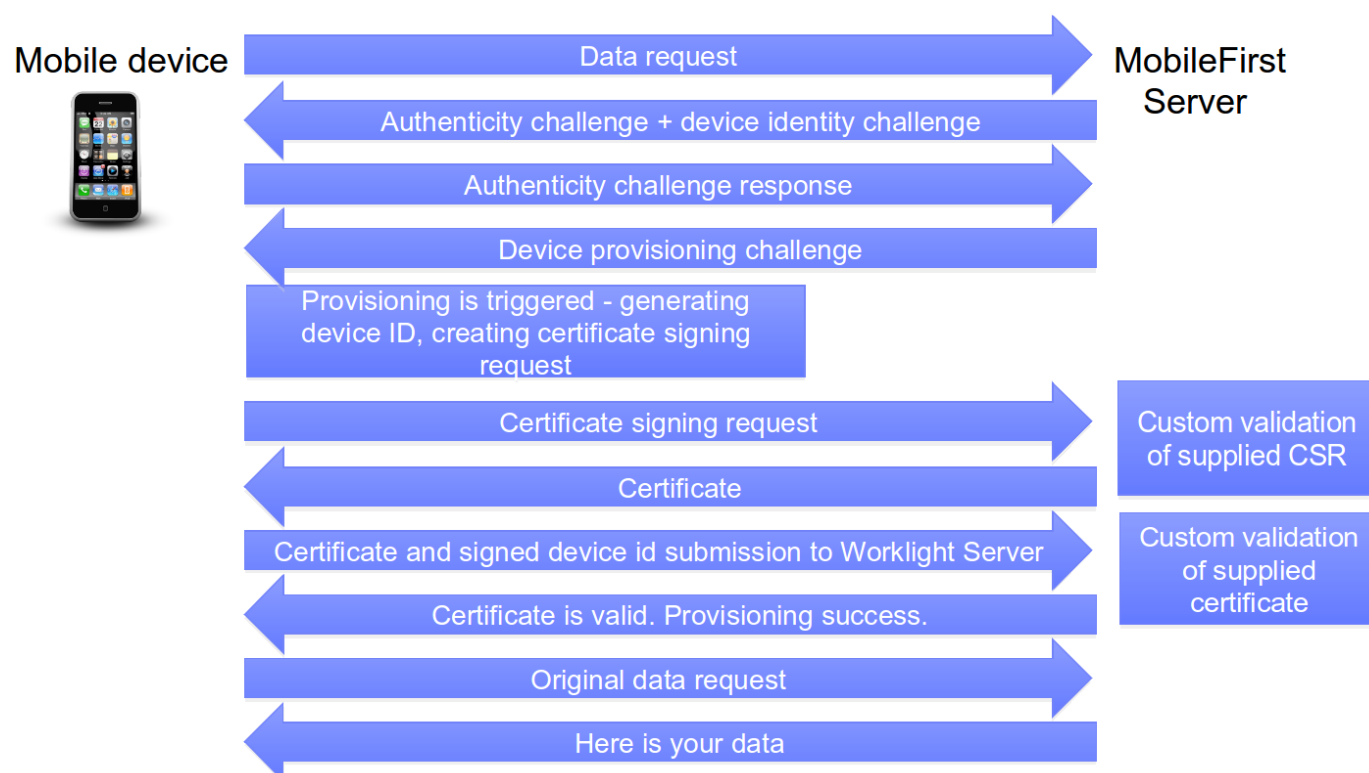 Mobile device
MobileFirst
Server
Data request
Authenticity challenge + device identity challenge
Authenticity challenge response
Device provisioning challenge
Provisioning is triggered - generating
device ID, creating certificate signing
request
Certificate signing request
Custom validation
of supplied CSR
Certificate
Certificate and signed device id submission to Worklight Server
Custom validation
of supplied
certificate
Certificate is valid. Provisioning success.
Original data request
Here is your data